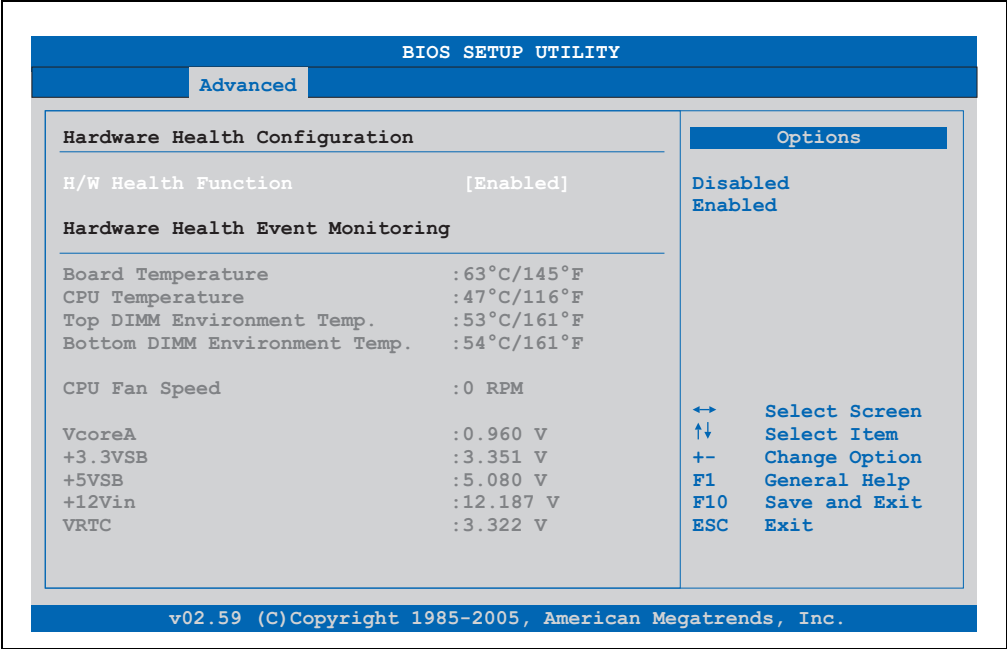 BIOS SETUP UTILITY
Advanced
Hardware Health Configuration
H/W Health Function [Enabled]
Hardware Health Event Monitoring
Board Temperature :63°C/145°F
CPU Temperature :47°C/116°F
Top DIMM Environment Temp. :53°C/161°F
Bottom DIMM Environment Temp. :54°C/161°F
CPU Fan Speed :0 RPM
VcoreA :0.960 V
+3.3VSB :3.351 V
+5VSB :5.080 V
+12Vin :12.187 V
VRTC :3.322 V
Options
Disabled
Enabled
↔ Select Screen
↑↓ Select Item
+- Change Option
F1 General Help
F10 Save and Exit
ESC Exit
v02.59 (C)Copyright 1985-2005, American Megatrends, Inc.